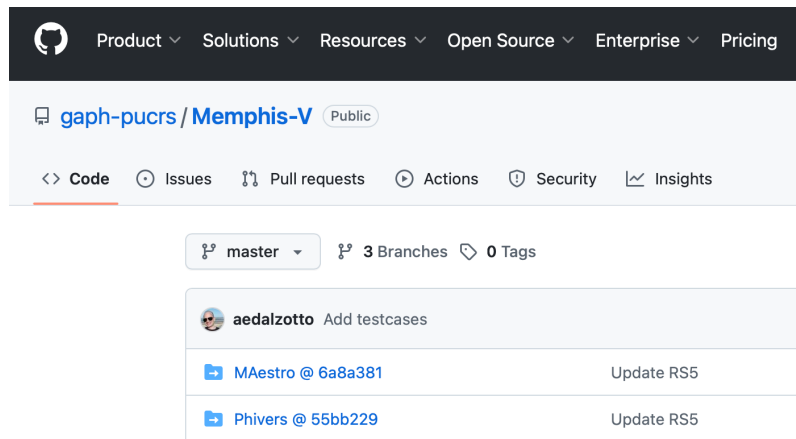 Product Solutions Resources Open Source Enterprise Pricing
gaph-pucrs / Memphis-V Public
Code Issues Pull requests Actions Security Insights
master 3 Branches 0 Tags
aedalzotto Add testcases
MAestro @ 6a8a381 Update RS5
Phivers @ 55bb229 Update RS5